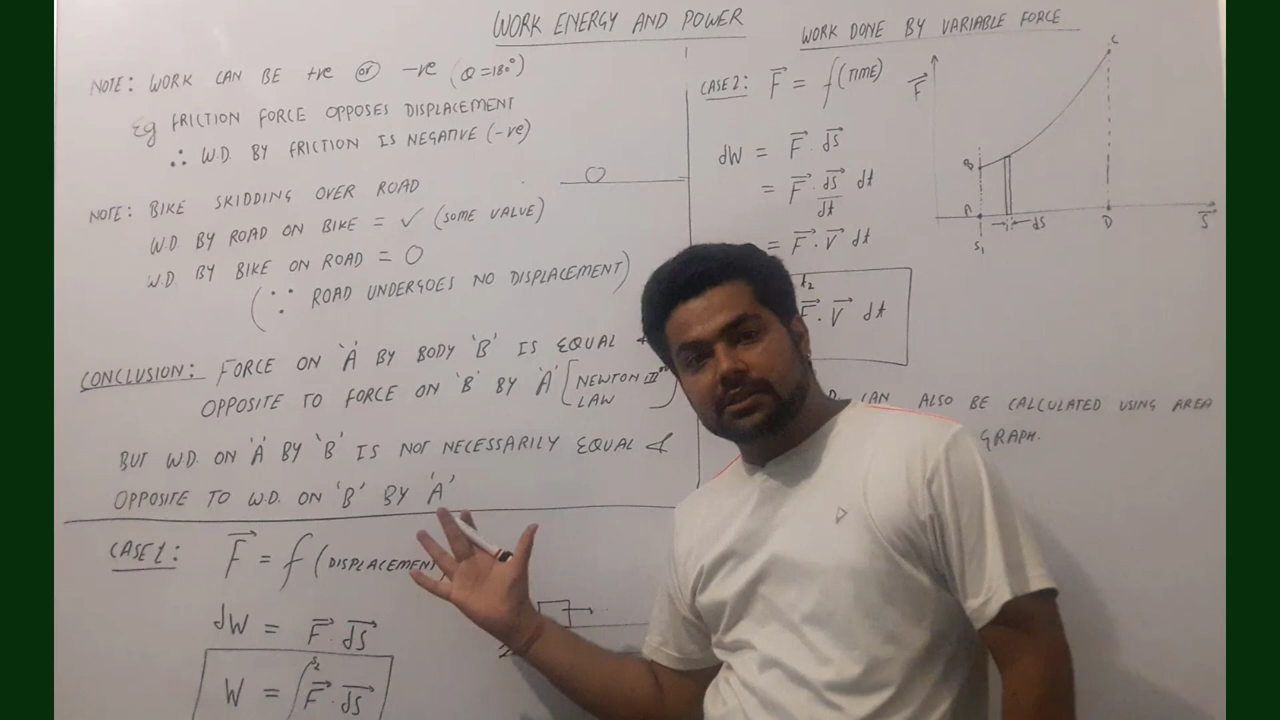 WORK ENERGY AND POWER
NOTE: WORK CAN BE +ve or -ve (Q=180°)
Eg FRICTION FORCE OPPOSES DISPLACEMENT
∴ W.D. BY FRICTION IS NEGATIVE (-ve)
NOTE: BIKE SKIDDING OVER ROAD
W.D BY ROAD ON BIKE = ✓ (SOME VALUE)
W.D. BY BIKE ON ROAD = 0
(∵ ROAD UNDERGOES NO DISPLACEMENT)
CONCLUSION: FORCE ON 'A' BY BODY 'B' IS EQUAL
OPPOSITE TO FORCE ON 'B' BY 'A' [NEWTON III
LAW]
BUT W.D. ON 'A' BY 'B' IS NOT NECESSARILY EQUAL &
OPPOSITE TO W.D. ON 'B' BY 'A'
CASE 1: F⃗ = f (DISPLACEMENT
dW = F⃗ . ds⃗
W = ∫ˢ² F⃗ . ds⃗
WORK DONE BY VARIABLE FORCE
CASE 2: F⃗ = f (TIME)
dW = F⃗ . ds⃗
= F⃗ . ds⃗/dt dt
= F⃗ . V⃗ dt
t₂
F⃗ . V⃗ dt
CAN ALSO BE CALCULATED USING AREA
GRAPH.
F⃗
C
B
A
S₁
ds
D
S⃗